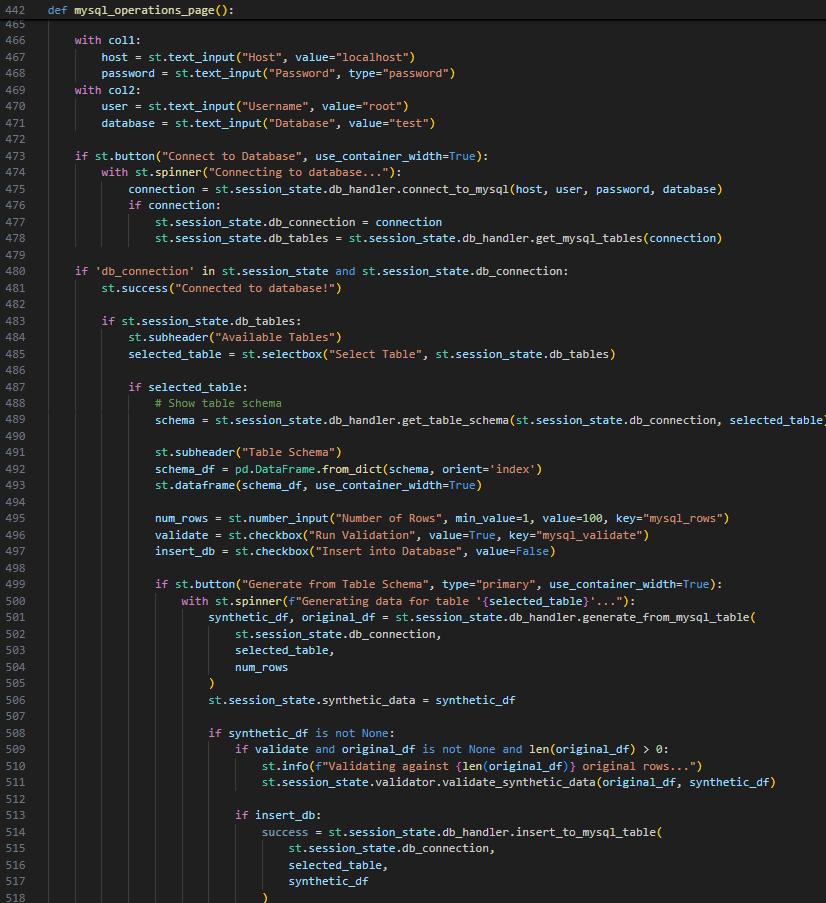 442 def mysql_operations_page():
465
466 with col1:
467 host = st.text_input("Host", value="localhost")
468 password = st.text_input("Password", type="password")
469 with col2:
470 user = st.text_input("Username", value="root")
471 database = st.text_input("Database", value="test")
472
473 if st.button("Connect to Database", use_container_width=True):
474 with st.spinner("Connecting to database..."):
475 connection = st.session_state.db_handler.connect_to_mysql(host, user, password, database)
476 if connection:
477 st.session_state.db_connection = connection
478 st.session_state.db_tables = st.session_state.db_handler.get_mysql_tables(connection)
479
480 if 'db_connection' in st.session_state and st.session_state.db_connection:
481 st.success("Connected to database!")
482
483 if st.session_state.db_tables:
484 st.subheader("Available Tables")
485 selected_table = st.selectbox("Select Table", st.session_state.db_tables)
486
487 if selected_table:
488 # Show table schema
489 schema = st.session_state.db_handler.get_table_schema(st.session_state.db_connection, selected_table)
490
491 st.subheader("Table Schema")
492 schema_df = pd.DataFrame.from_dict(schema, orient='index')
493 st.dataframe(schema_df, use_container_width=True)
494
495 num_rows = st.number_input("Number of Rows", min_value=1, value=100, key="mysql_rows")
496 validate = st.checkbox("Run Validation", value=True, key="mysql_validate")
497 insert_db = st.checkbox("Insert into Database", value=False)
498
499 if st.button("Generate from Table Schema", type="primary", use_container_width=True):
500 with st.spinner(f"Generating data for table '{selected_table}'..."):
501 synthetic_df, original_df = st.session_state.db_handler.generate_from_mysql_table(
502 st.session_state.db_connection,
503 selected_table,
504 num_rows
505 )
506 st.session_state.synthetic_data = synthetic_df
507
508 if synthetic_df is not None:
509 if validate and original_df is not None and len(original_df) > 0:
510 st.info(f"Validating against {len(original_df)} original rows...")
511 st.session_state.validator.validate_synthetic_data(original_df, synthetic_df)
512
513 if insert_db:
514 success = st.session_state.db_handler.insert_to_mysql_table(
515 st.session_state.db_connection,
516 selected_table,
517 synthetic_df
518 )